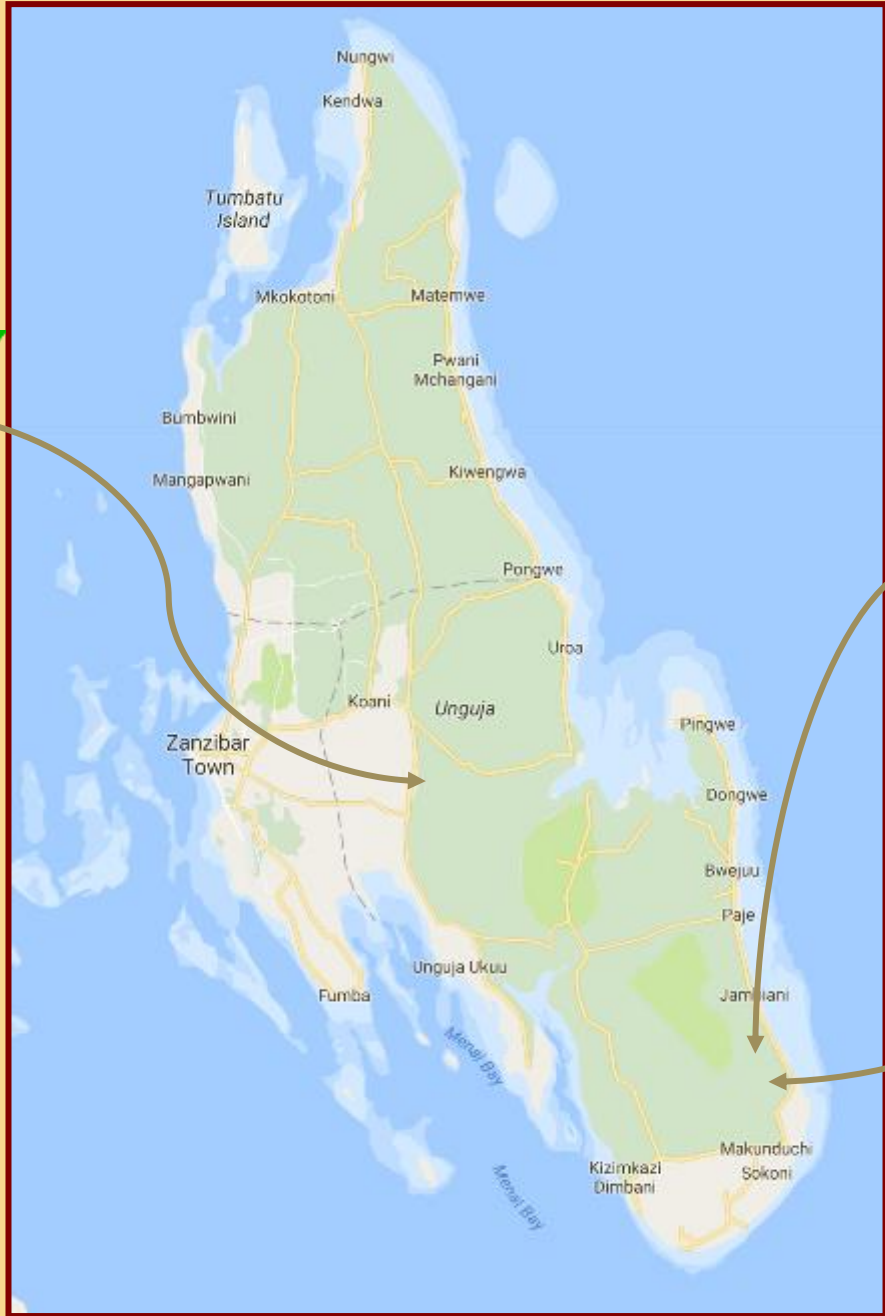 Nungwi
Kendwa
Tumbatu
Island
Mkokotoni
Matemwe
Pwani
Mchangani
Bumbwini
Kiwengwa
Mangapwani
Pongwe
Uroa
Koani
Unguja
Pingwe
Zanzibar
Town
Dongwe
Bwejuu
Paje
Unguja Ukuu
Fumba
Jambiani
Menai Bay
Makunduchi
Sokoni
Kizimkazi
Dimbani
Menai Bay